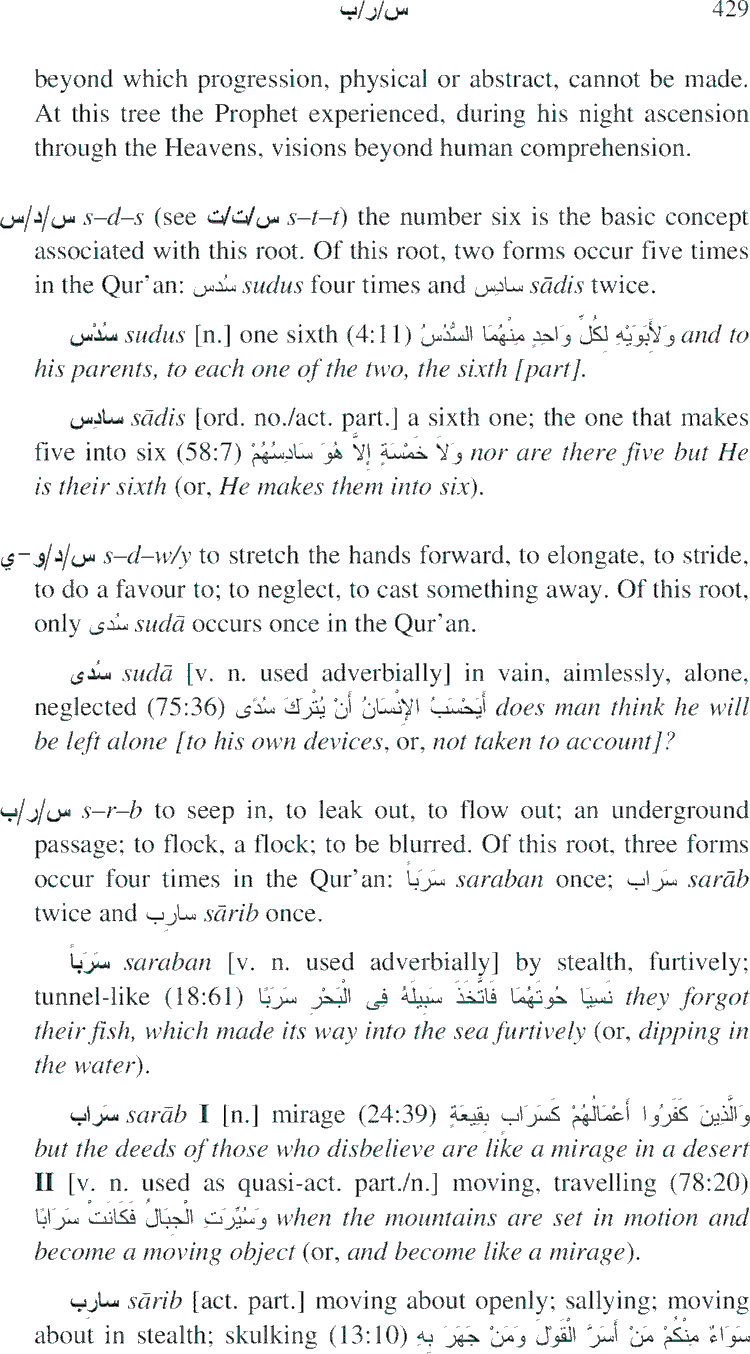 س/ر/ب 429
beyond which progression, physical or abstract, cannot be made.
At this tree the Prophet experienced, during his night ascension
through the Heavens, visions beyond human comprehension.
س/د/س s–d–s (see س/ت/ت s–t–t) the number six is the basic concept
associated with this root. Of this root, two forms occur five times
in the Qur’an: سُدس sudus four times and سادِس sādis twice.
سُدْس sudus [n.] one sixth (4:11) وَلأَبَوَيْهِ لِكُلِّ وَاحِدٍ مِنْهُمَا السُّدُسُ and to
his parents, to each one of the two, the sixth [part].
سادِس sādis [ord. no./act. part.] a sixth one; the one that makes
five into six (58:7) وَلاَ خَمْسَةٍ إِلاَّ هُوَ سَادِسُهُمْ nor are there five but He
is their sixth (or, He makes them into six).
س/د/و–ي s–d–w/y to stretch the hands forward, to elongate, to stride,
to do a favour to; to neglect, to cast something away. Of this root,
only سُدى sudā occurs once in the Qur’an.
سُدى sudā [v. n. used adverbially] in vain, aimlessly, alone,
neglected (75:36) أَيَحْسَبُ الإِنْسَانُ أَنْ يُتْرَكَ سُدًى does man think he will
be left alone [to his own devices, or, not taken to account]?
س/ر/ب s–r–b to seep in, to leak out, to flow out; an underground
passage; to flock, a flock; to be blurred. Of this root, three forms
occur four times in the Qur’an: سَرَباً saraban once; سَراب sarāb
twice and سارِب sārib once.
سَرَباً saraban [v. n. used adverbially] by stealth, furtively;
tunnel-like (18:61) نَسِيَا حُوتَهُمَا فَاتَّخَذَ سَبِيلَهُ فِى الْبَحْرِ سَرَبًا they forgot
their fish, which made its way into the sea furtively (or, dipping in
the water).
سَراب sarāb I [n.] mirage (24:39) وَالَّذِينَ كَفَرُوا أَعْمَالُهُمْ كَسَرَابٍ بِقِيعَةٍ
but the deeds of those who disbelieve are like a mirage in a desert
II [v. n. used as quasi-act. part./n.] moving, travelling (78:20)
وَسُيِّرَتِ الْجِبَالُ فَكَانَتْ سَرَابًا when the mountains are set in motion and
become a moving object (or, and become like a mirage).
سارِب sārib [act. part.] moving about openly; sallying; moving
about in stealth; skulking (13:10) سَوَاءٌ مِنْكُمْ مَنْ أَسَرَّ الْقَوْلَ وَمَنْ جَهَرَ بِهِ